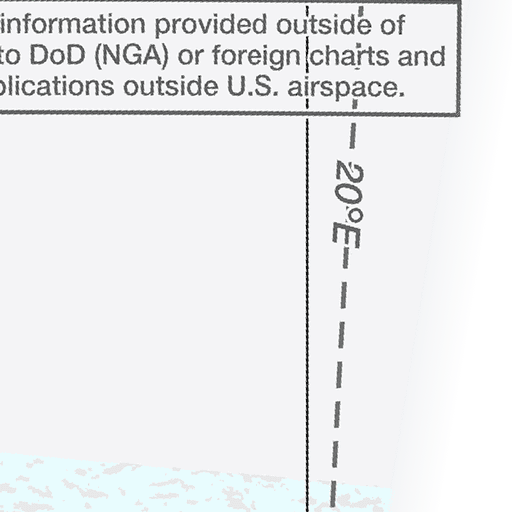 information provided outside of
to DoD (NGA) or foreign charts and
plications outside U.S. airspace.
20°E